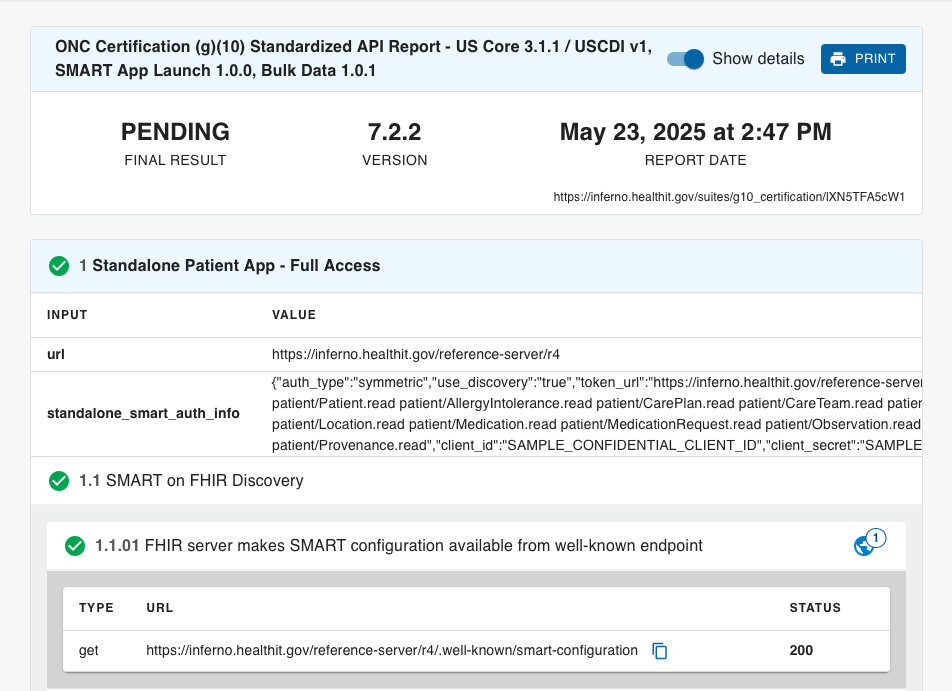 ONC Certification (g)(10) Standardized API Report - US Core 3.1.1 / USCDI v1,
SMART App Launch 1.0.0, Bulk Data 1.0.1
Show details
PRINT
PENDING
FINAL RESULT
7.2.2
VERSION
May 23, 2025 at 2:47 PM
REPORT DATE
https://inferno.healthit.gov/suites/g10_certification/lXN5TFA5cW1
1 Standalone Patient App - Full Access
INPUT VALUE
url https://inferno.healthit.gov/reference-server/r4
standalone_smart_auth_info
{"auth_type":"symmetric","use_discovery":"true","token_url":"https://inferno.healthit.gov/reference-server
patient/Patient.read patient/AllergyIntolerance.read patient/CarePlan.read patient/CareTeam.read patien
patient/Location.read patient/Medication.read patient/MedicationRequest.read patient/Observation.read
patient/Provenance.read","client_id":"SAMPLE_CONFIDENTIAL_CLIENT_ID","client_secret":"SAMPLE
1.1 SMART on FHIR Discovery
1.1.01 FHIR server makes SMART configuration available from well-known endpoint
1
TYPE URL STATUS
get https://inferno.healthit.gov/reference-server/r4/.well-known/smart-configuration 200